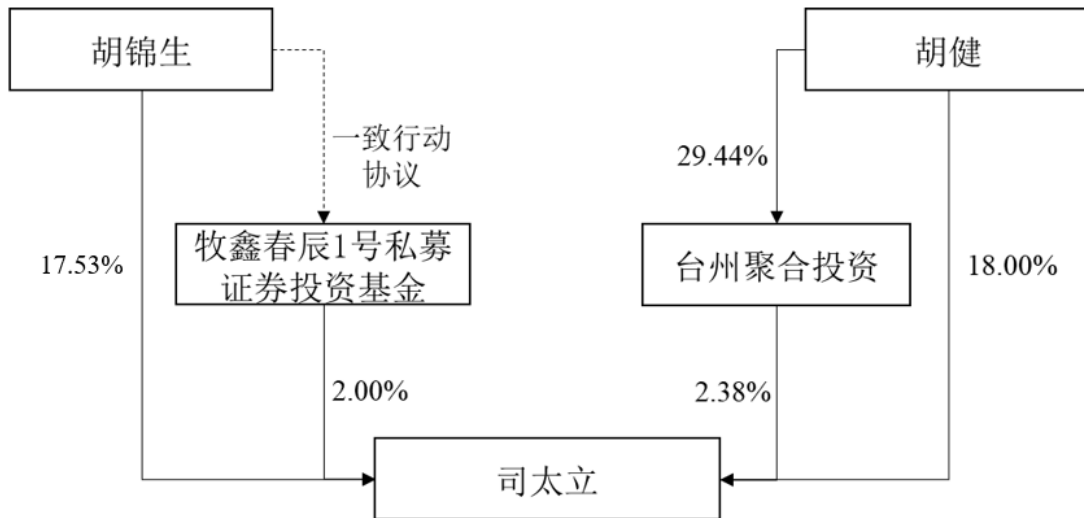 胡锦生
胡健
一致行动
协议
29.44%
牧鑫春辰1号私募
证券投资基金
台州聚合投资
17.53%
18.00%
2.00%
2.38%
司太立